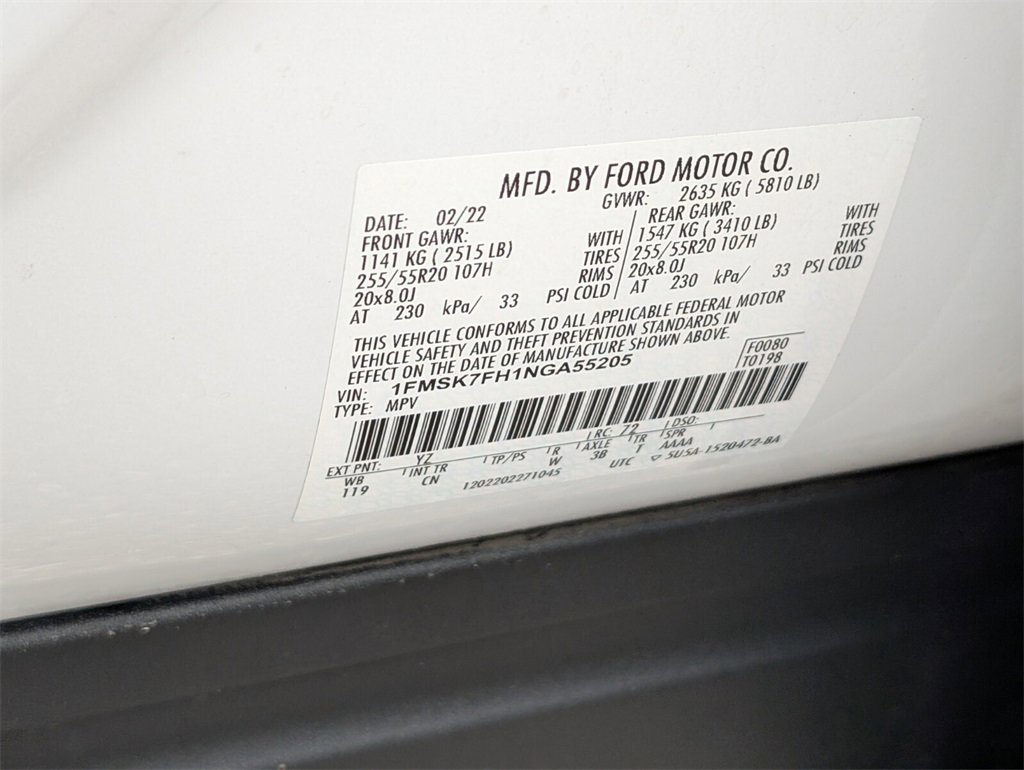 MFD. BY FORD MOTOR CO.
DATE: 02/22 GVWR: 2635 KG ( 5810 LB)
FRONT GAWR: REAR GAWR:
1141 KG ( 2515 LB) WITH 1547 KG ( 3410 LB) WITH
255/55R20 107H TIRES 255/55R20 107H TIRES
20x8.0J RIMS 20x8.0J RIMS
AT 230 kPa/ 33 PSI COLD AT 230 kPa/ 33 PSI COLD
THIS VEHICLE CONFORMS TO ALL APPLICABLE FEDERAL MOTOR
VEHICLE SAFETY AND THEFT PREVENTION STANDARDS IN
EFFECT ON THE DATE OF MANUFACTURE SHOWN ABOVE.
VIN: 1FMSK7FH1NGA55205 F0080
TYPE: MPV T0198
EXT PNT: YZ RC: 72 DSO:
WB INT TR TP/PS R AXLE TR SPR
119 CN W 3B T AAAA
1202202271045 UTC ▽ 5U5A-1520472-BA